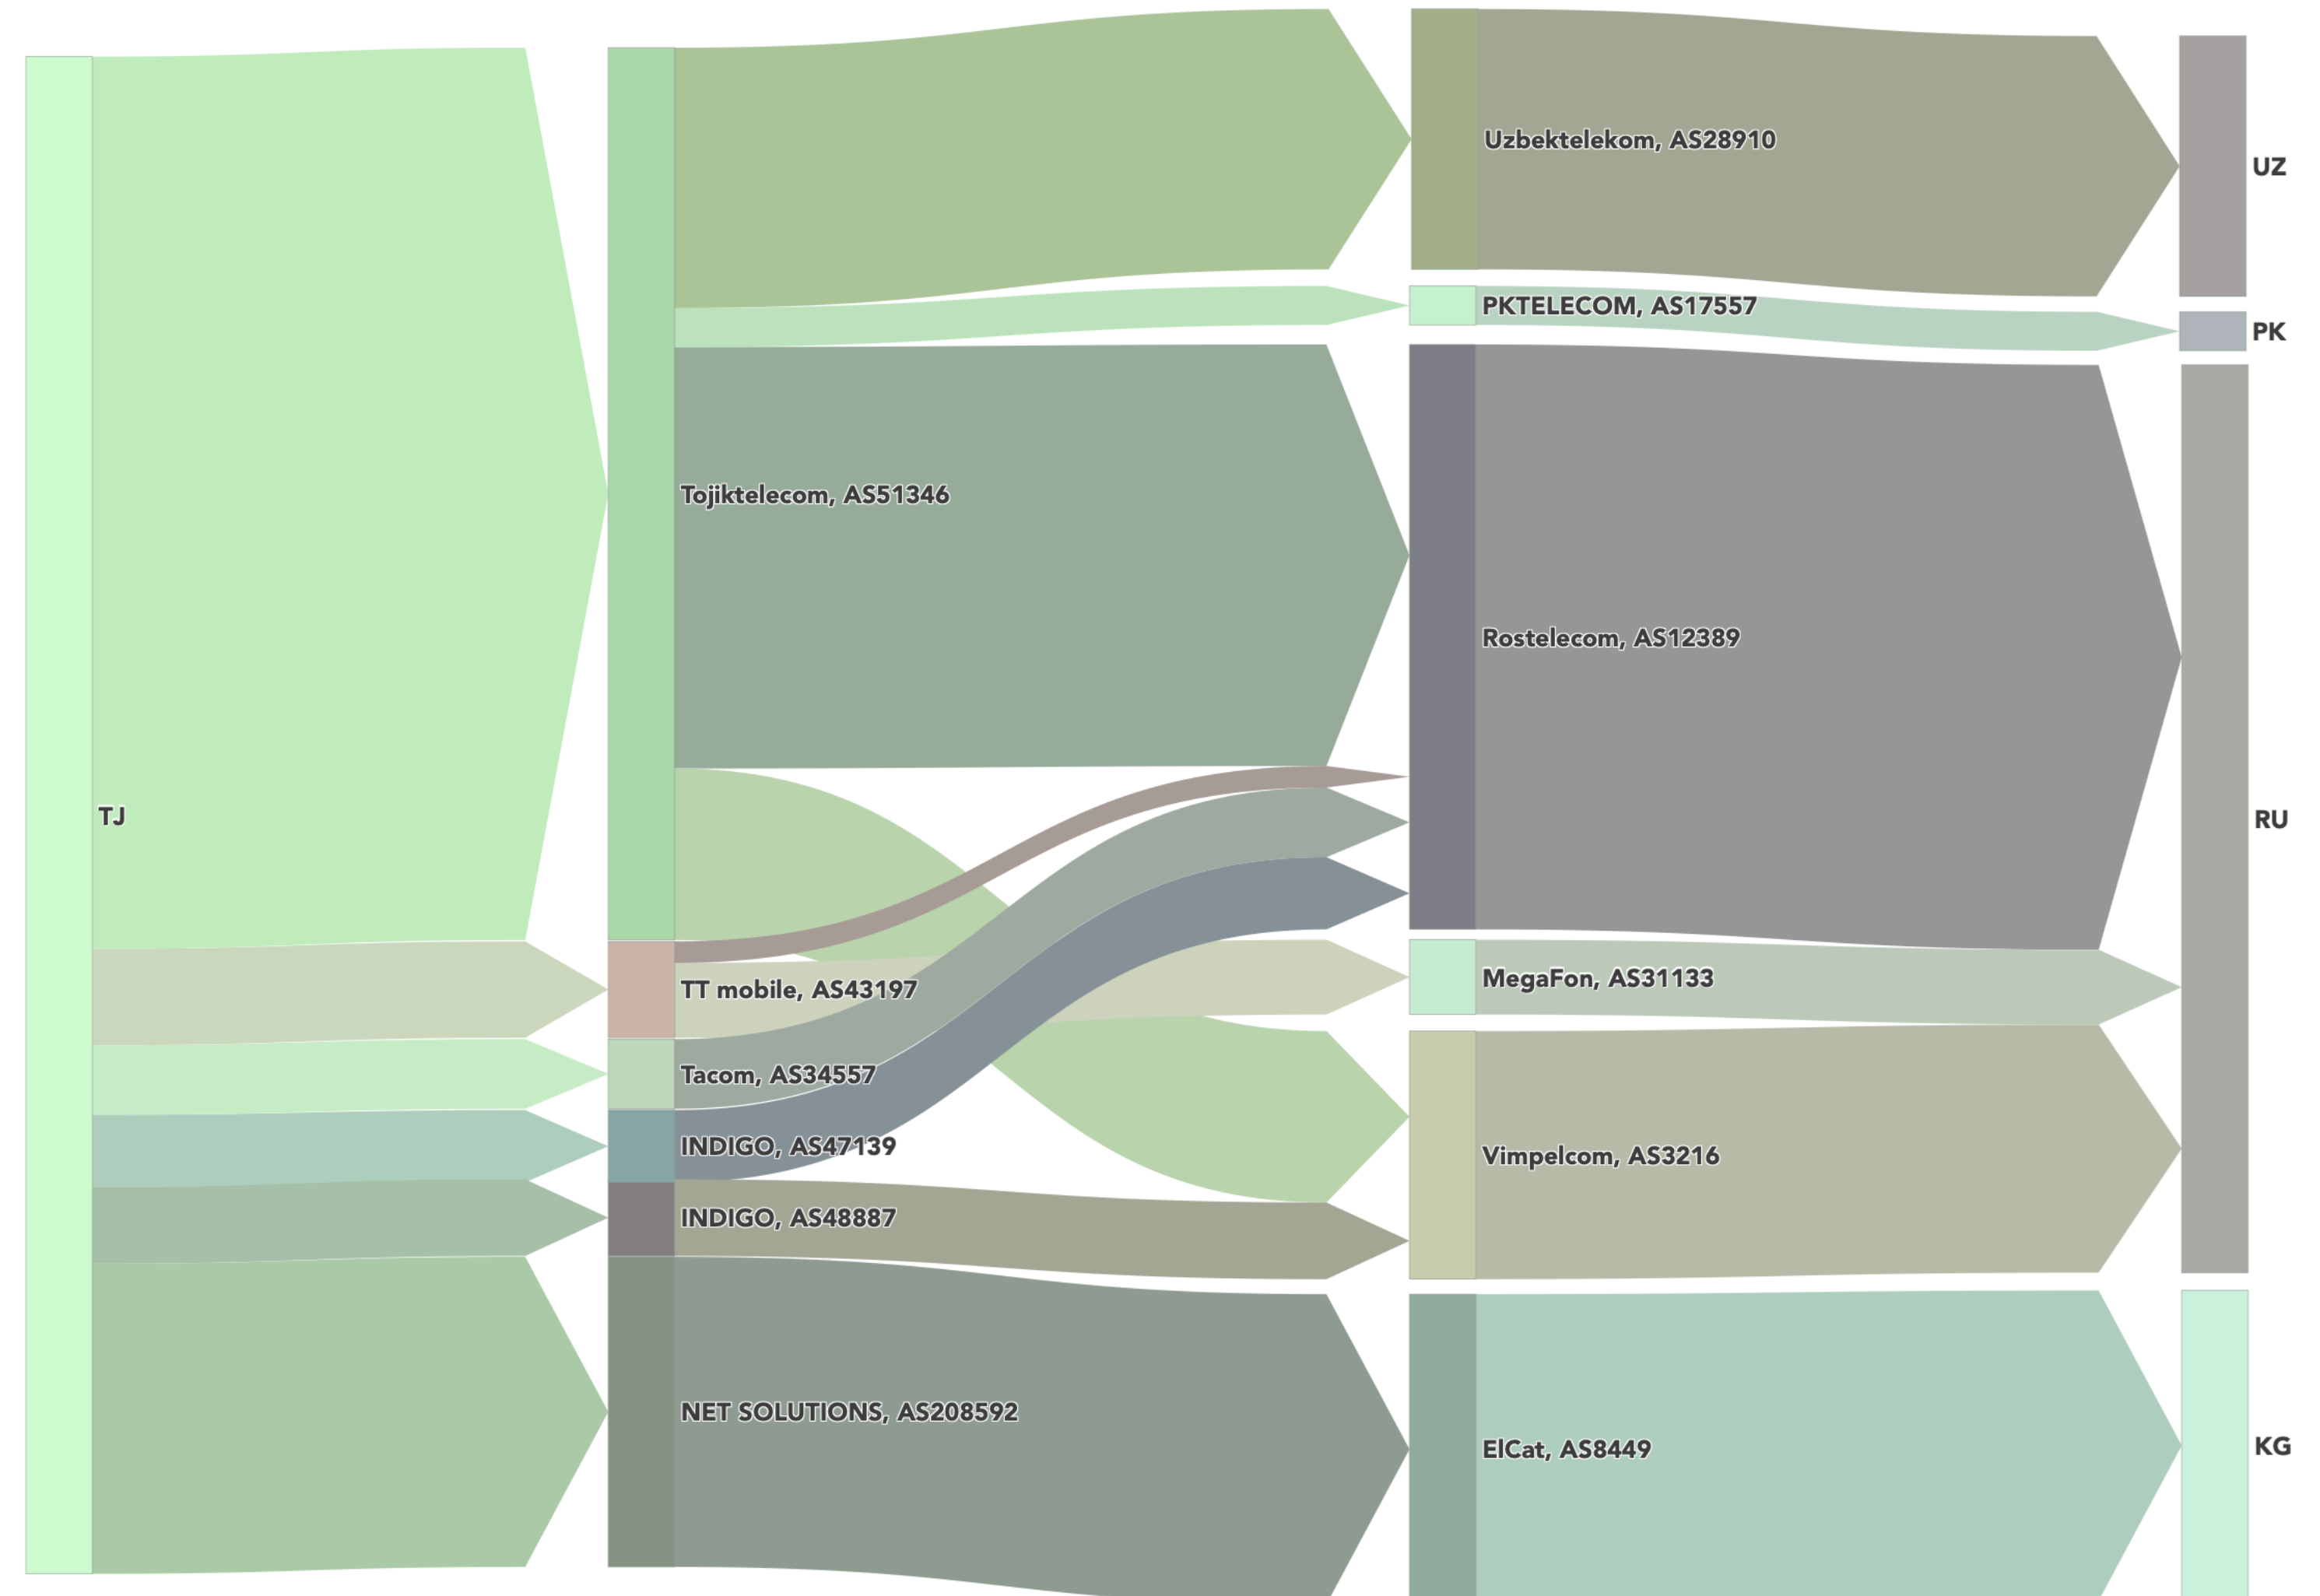 TJ
Tojiktelecom, AS51346
TT mobile, AS43197
Tacom, AS34557
INDIGO, AS47139
INDIGO, AS48887
NET SOLUTIONS, AS208592
Uzbektelekom, AS28910
PKTELECOM, AS17557
Rostelecom, AS12389
MegaFon, AS31133
Vimpelcom, AS3216
ElCat, AS8449
UZ
PK
RU
KG